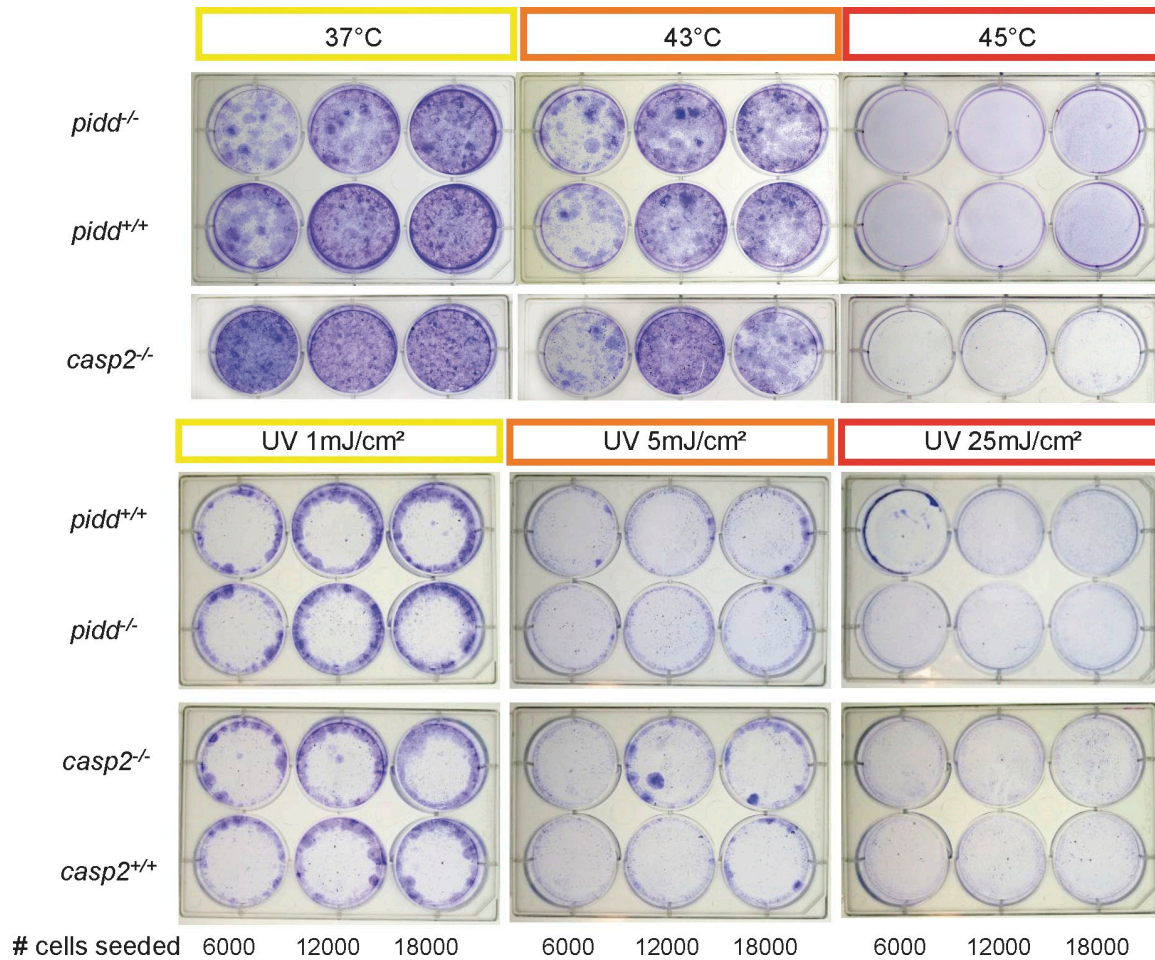 37°C 43°C 45°C
pidd-/-
pidd+/+
casp2-/-
UV 1mJ/cm² UV 5mJ/cm² UV 25mJ/cm²
pidd+/+
pidd-/-
casp2-/-
casp2+/+
# cells seeded 6000 12000 18000 6000 12000 18000 6000 12000 18000